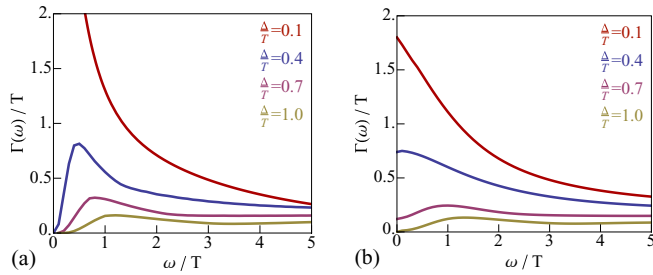 2.
1.5
1
0.5
0.
0 1 2 3 4 5
Γ(ω) / T
ω / T
Δ/T=0.1
Δ/T=0.4
Δ/T=0.7
Δ/T=1.0
(a)
2.
1.5
1
0.5
0.
0 1 2 3 4 5
Γ(ω) / T
ω / T
Δ/T=0.1
Δ/T=0.4
Δ/T=0.7
Δ/T=1.0
(b)